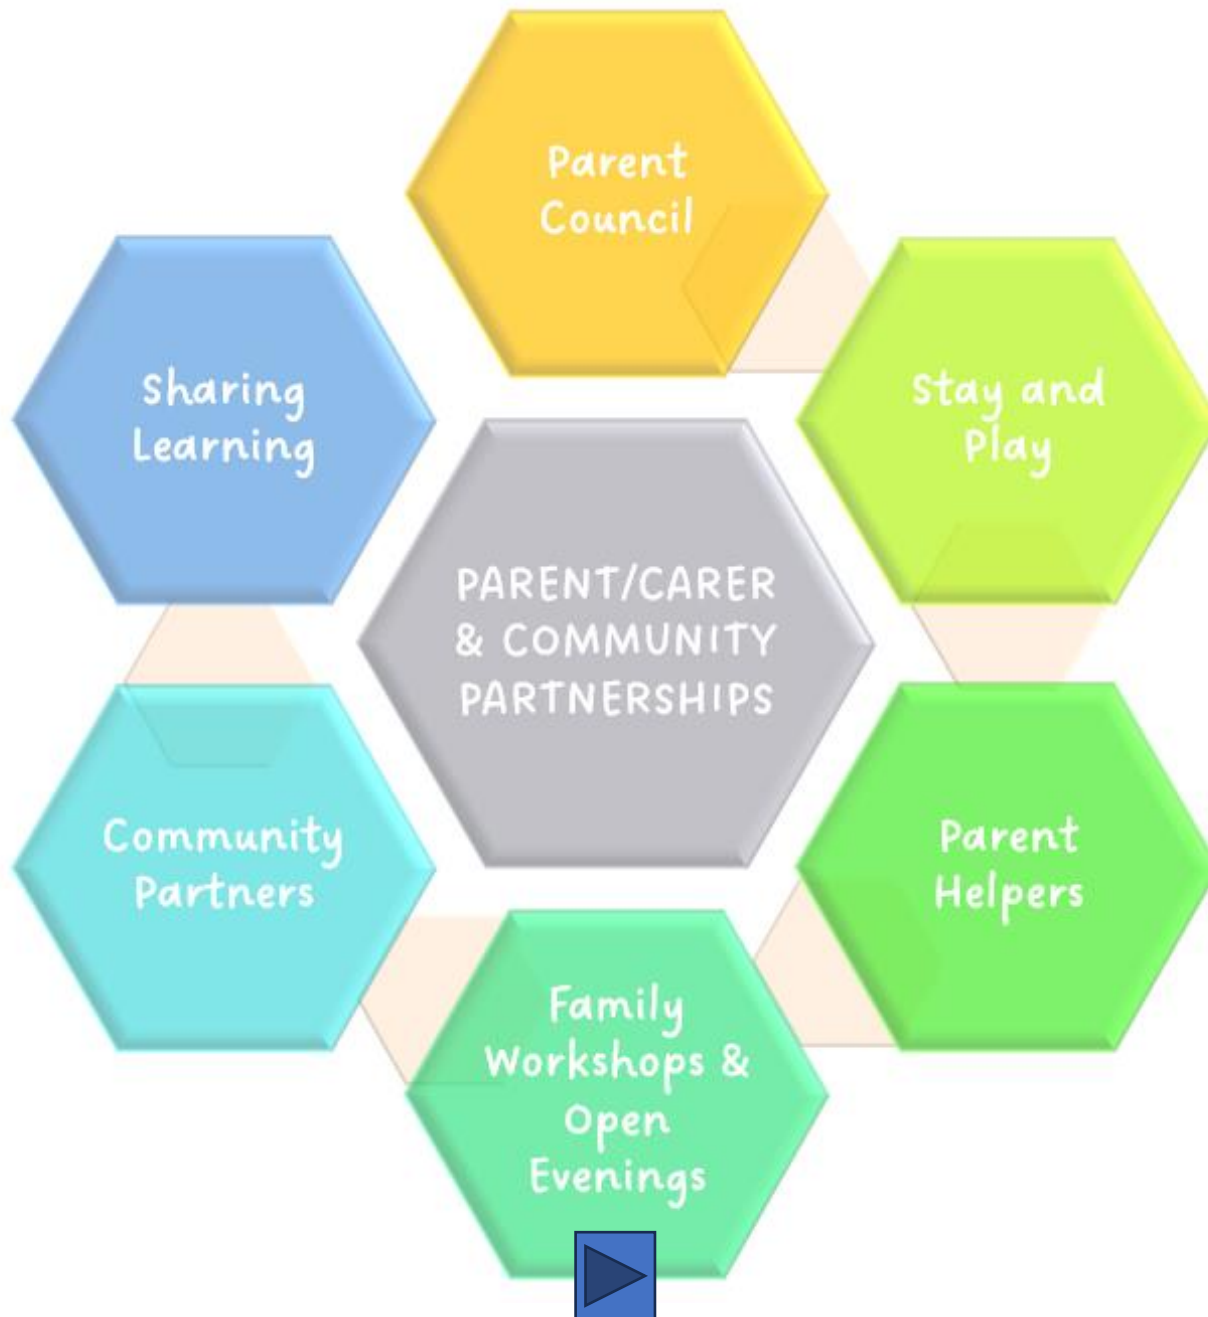 Parent
Council
Sharing
Learning
Stay and
Play
PARENT/CARER
& COMMUNITY
PARTNERSHIPS
Community
Partners
Parent
Helpers
Family
Workshops &
Open
Evenings